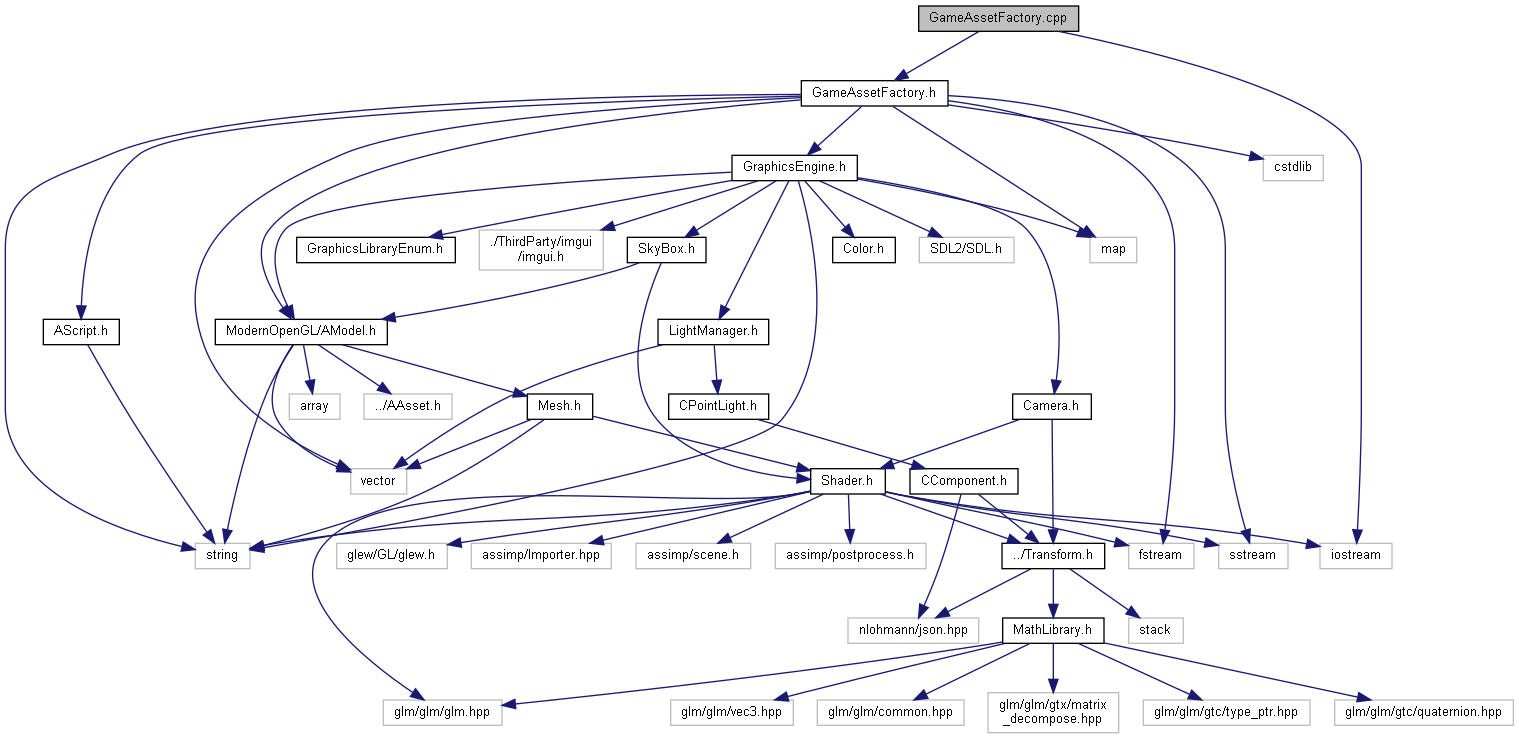 GameAssetFactory.cpp
GameAssetFactory.h
GraphicsEngine.h
cstdlib
GraphicsLibraryEnum.h
./ThirdParty/imgui
/imgui.h
SkyBox.h
Color.h
SDL2/SDL.h
map
AScript.h
ModernOpenGL/AModel.h
LightManager.h
array
../AAsset.h
Mesh.h
CPointLight.h
Camera.h
vector
Shader.h
CComponent.h
string
glew/GL/glew.h
assimp/Importer.hpp
assimp/scene.h
assimp/postprocess.h
../Transform.h
fstream
sstream
iostream
nlohmann/json.hpp
MathLibrary.h
stack
glm/glm/glm.hpp
glm/glm/vec3.hpp
glm/glm/common.hpp
glm/glm/gtx/matrix
_decompose.hpp
glm/glm/gtc/type_ptr.hpp
glm/glm/gtc/quaternion.hpp